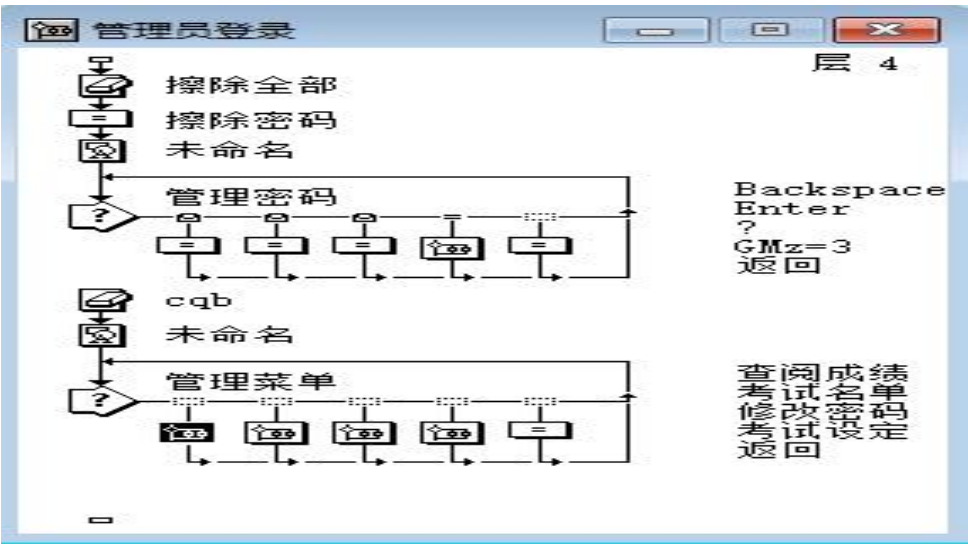 管理员登录
层 4
擦除全部
擦除密码
未命名
管理密码
Backspace
Enter
?
GMz=3
返回
?
=
=
=
=
cqb
未命名
管理菜单
查阅成绩
考试名单
修改密码
考试设定
返回
?
=